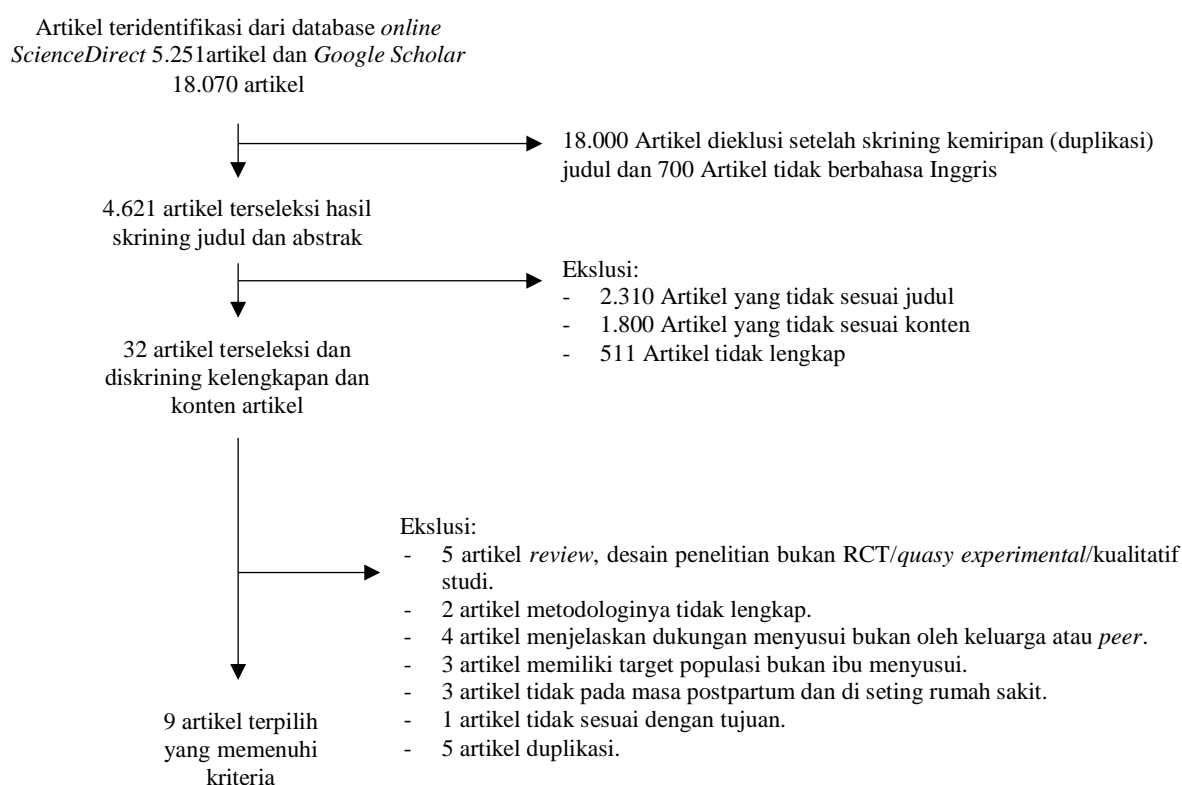 Artikel teridentifikasi dari database online
ScienceDirect 5.251artikel dan Google Scholar
18.070 artikel
18.000 Artikel dieklusi setelah skrining kemiripan (duplikasi)
judul dan 700 Artikel tidak berbahasa Inggris
4.621 artikel terseleksi hasil
skrining judul dan abstrak
Ekslusi:
- 2.310 Artikel yang tidak sesuai judul
- 1.800 Artikel yang tidak sesuai konten
- 511 Artikel tidak lengkap
32 artikel terseleksi dan
diskrining kelengkapan dan
konten artikel
Ekslusi:
- 5 artikel review, desain penelitian bukan RCT/quasy experimental/kualitatif
studi.
- 2 artikel metodologinya tidak lengkap.
- 4 artikel menjelaskan dukungan menyusui bukan oleh keluarga atau peer.
- 3 artikel memiliki target populasi bukan ibu menyusui.
- 3 artikel tidak pada masa postpartum dan di seting rumah sakit.
- 1 artikel tidak sesuai dengan tujuan.
- 5 artikel duplikasi.
9 artikel terpilih
yang memenuhi
kriteria